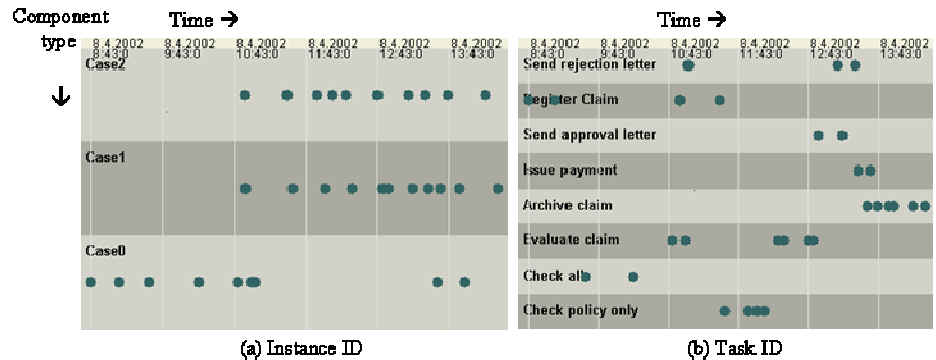 Component
type
Time →
8.4.2002 8.4.2002 8.4.2002 8.4.2002 8.4.2002 8.4.2002
8:43:0 9:43:0 10:43:0 11:43:0 12:43:0 13:43:0
Case2
Case1
Case0
(a) Instance ID
Time →
8.4.2002 8.4.2002 8.4.2002 8.4.2002 8.4.2002 8.4.2002
8:43:0 9:43:0 10:43:0 11:43:0 12:43:0 13:43:0
Send rejection letter
Register Claim
Send approval letter
Issue payment
Archive claim
Evaluate claim
Check all
Check policy only
(b) Task ID